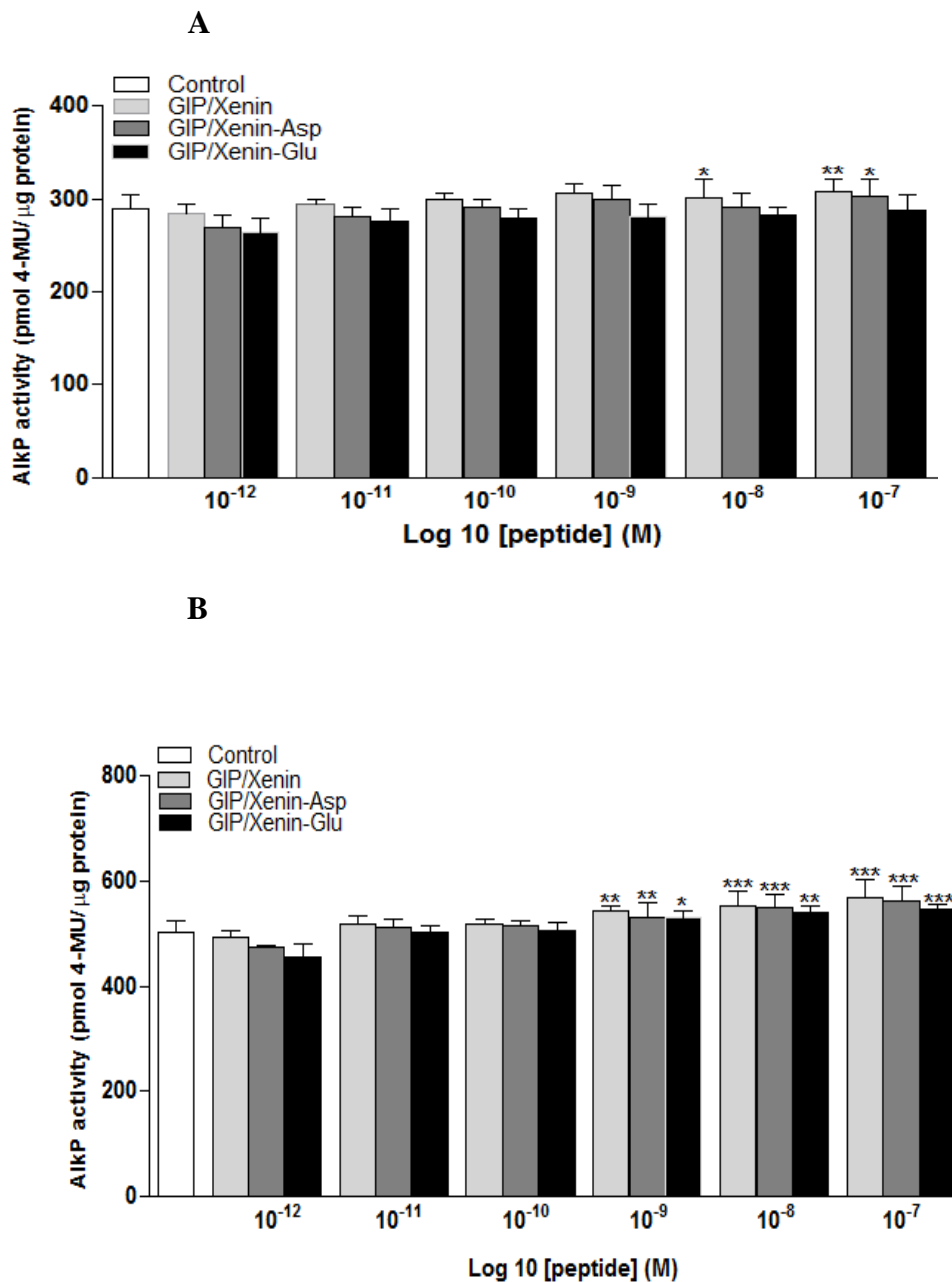 A
Control
GIP/Xenin
GIP/Xenin-Asp
GIP/Xenin-Glu
AlkP activity (pmol 4-MU/µg protein)
400
300
200
100
0
* ** *
10⁻¹² 10⁻¹¹ 10⁻¹⁰ 10⁻⁹ 10⁻⁸ 10⁻⁷
Log 10 [peptide] (M)
B
Control
GIP/Xenin
GIP/Xenin-Asp
GIP/Xenin-Glu
AlkP activity (pmol 4-MU/µg protein)
800
600
400
200
0
** ** * *** *** ** *** *** ***
10⁻¹² 10⁻¹¹ 10⁻¹⁰ 10⁻⁹ 10⁻⁸ 10⁻⁷
Log 10 [peptide] (M)